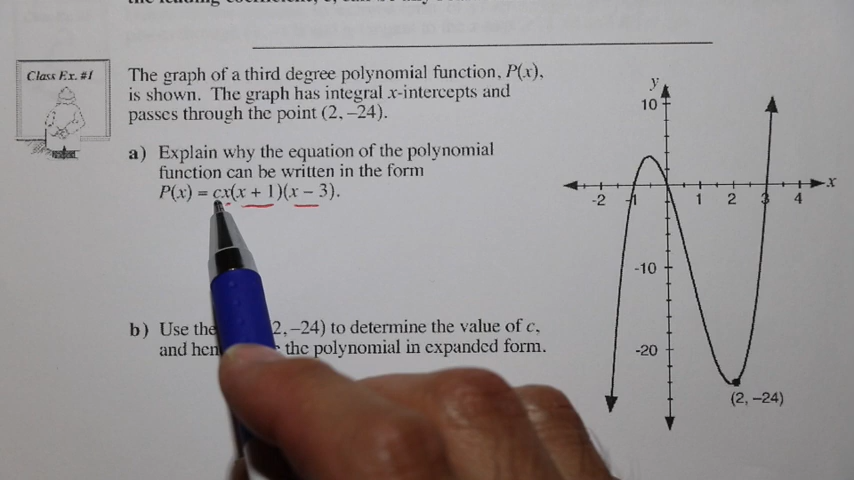 Class Ex. #1
The graph of a third degree polynomial function, P(x),
is shown. The graph has integral x-intercepts and
passes through the point (2, –24).
a) Explain why the equation of the polynomial
function can be written in the form
P(x) = cx(x + 1)(x – 3).
b) Use the 2, –24) to determine the value of c,
and the polynomial in expanded form.
y
10
x
-2 -1 1 2 3 4
-10
-20
(2, –24)